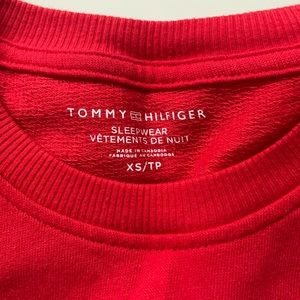 TOMMY HILFIGER
SLEEPWEAR
VÊTEMENTS DE NUIT
MADE IN CAMBODIA
FABRIQUÉ AU CAMBODGE
XS/TP